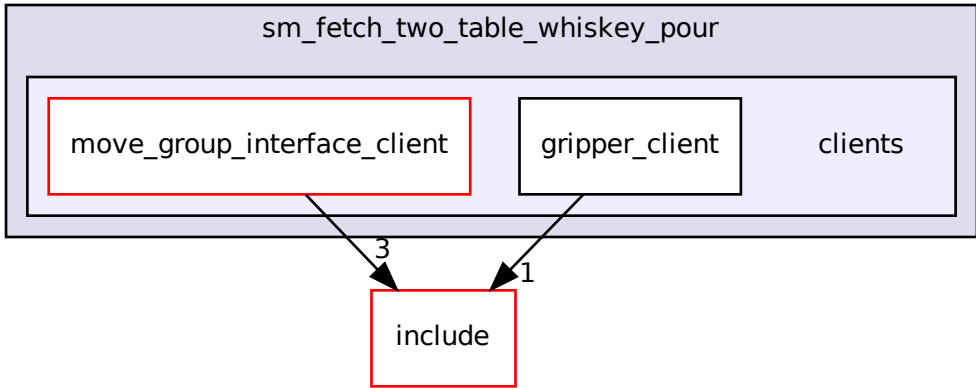 sm_fetch_two_table_whiskey_pour
move_group_interface_client
gripper_client
clients
3
1
include